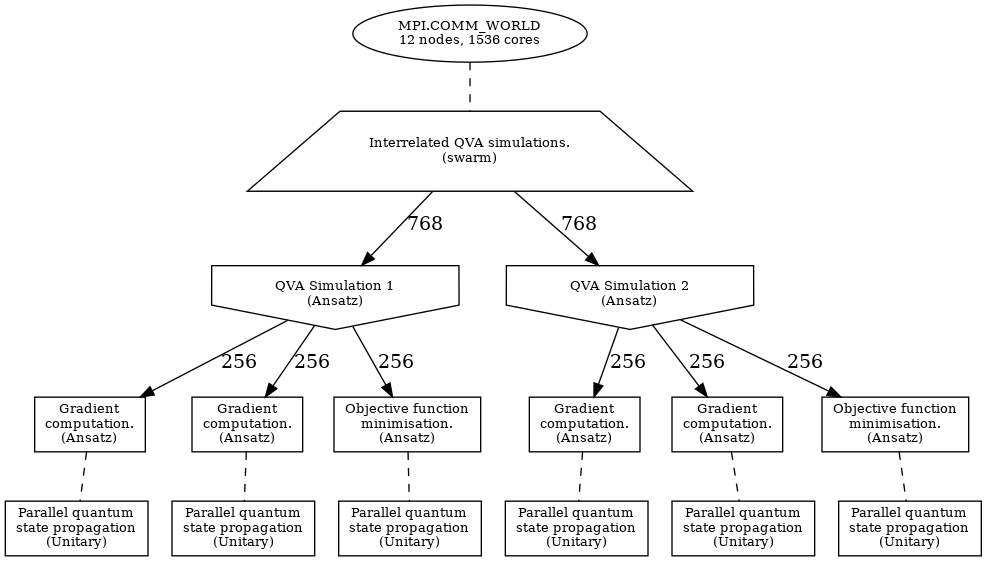 MPI.COMM_WORLD
12 nodes, 1536 cores
Interrelated QVA simulations.
(swarm)
768
768
QVA Simulation 1
(Ansatz)
QVA Simulation 2
(Ansatz)
256
256
256
256
256
256
Gradient
computation.
(Ansatz)
Gradient
computation.
(Ansatz)
Objective function
minimisation.
(Ansatz)
Gradient
computation.
(Ansatz)
Gradient
computation.
(Ansatz)
Objective function
minimisation.
(Ansatz)
Parallel quantum
state propagation
(Unitary)
Parallel quantum
state propagation
(Unitary)
Parallel quantum
state propagation
(Unitary)
Parallel quantum
state propagation
(Unitary)
Parallel quantum
state propagation
(Unitary)
Parallel quantum
state propagation
(Unitary)